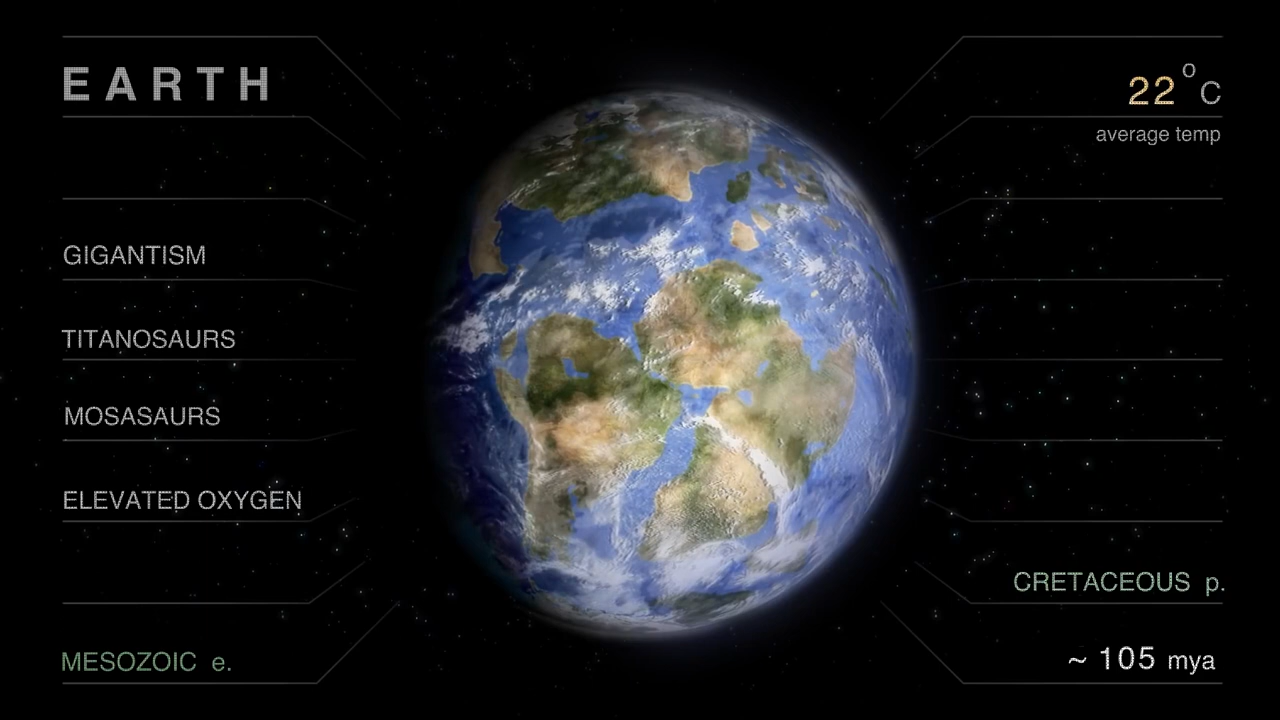 EARTH
22°C
average temp
GIGANTISM
TITANOSAURS
MOSASAURS
ELEVATED OXYGEN
CRETACEOUS p.
MESOZOIC e.
~ 105 mya